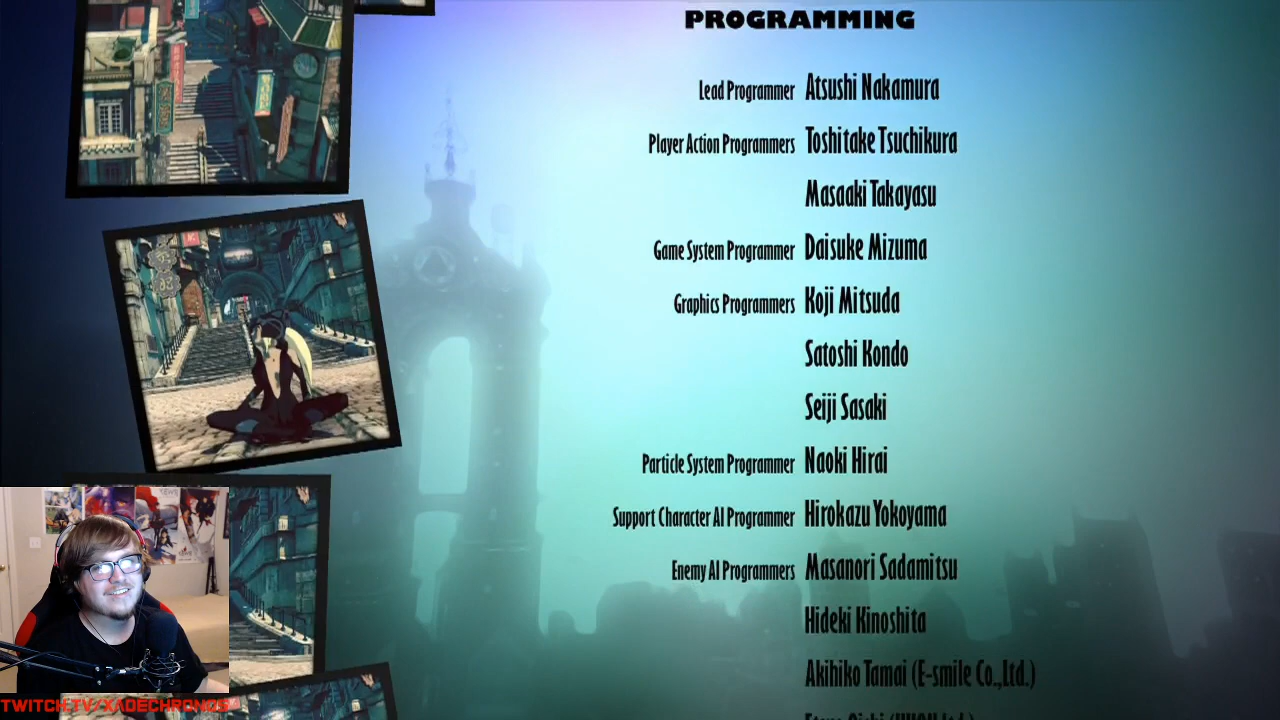 PROGRAMMING
Lead Programmer Atsushi Nakamura
Player Action Programmers Toshitake Tsuchikura
Masaaki Takayasu
Game System Programmer Daisuke Mizuma
Graphics Programmers Koji Mitsuda
Satoshi Kondo
Seiji Sasaki
Particle System Programmer Naoki Hirai
Support Character AI Programmer Hirokazu Yokoyama
Enemy AI Programmers Masanori Sadamitsu
Hideki Kinoshita
Akihiko Tamai (E-smile Co.,Ltd.)
TWITCH.TV/XADECHRONOS